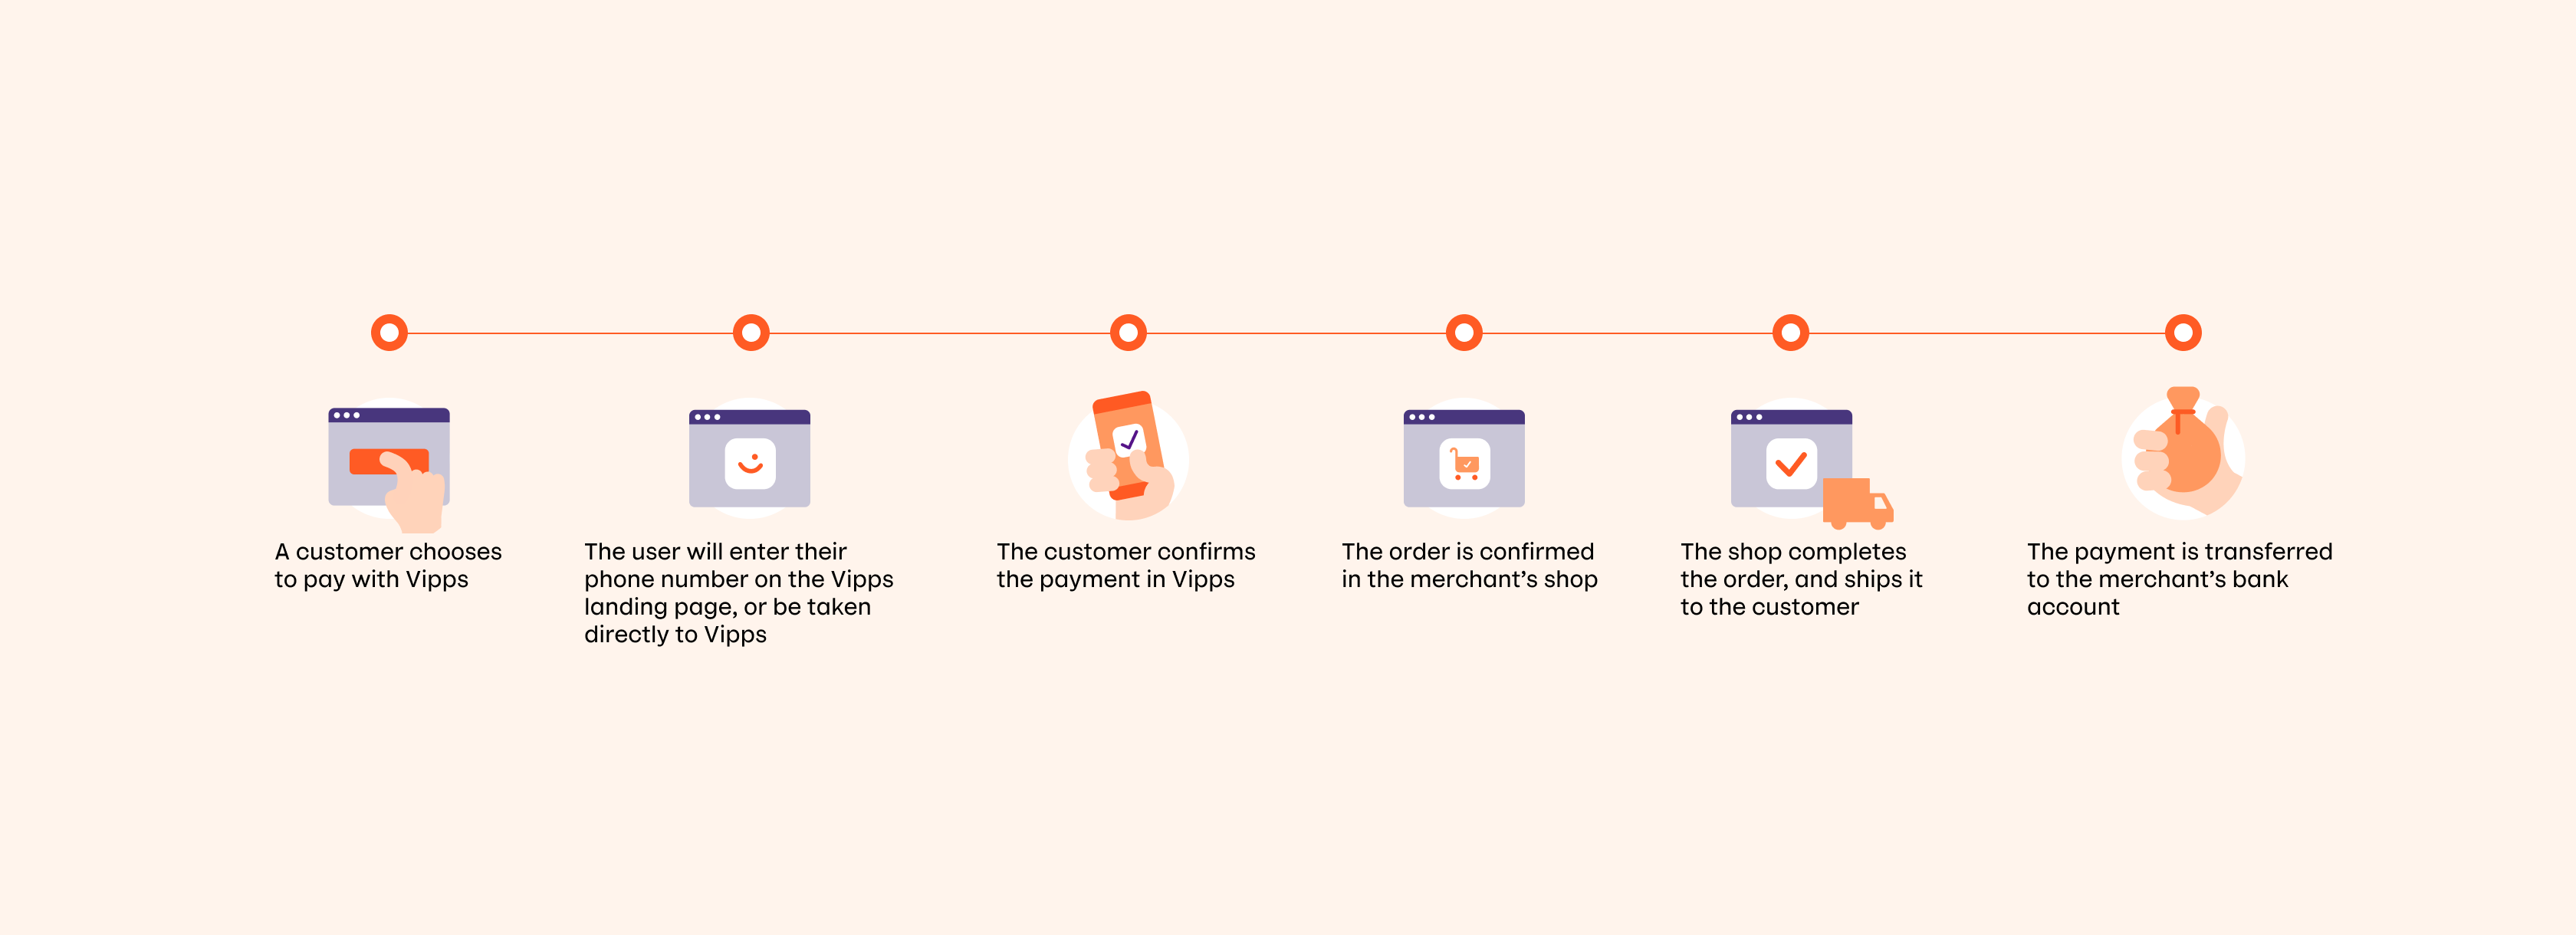 A customer chooses
to pay with Vipps
The user will enter their
phone number on the Vipps
landing page, or be taken
directly to Vipps
The customer confirms
the payment in Vipps
The order is confirmed
in the merchant’s shop
The shop completes
the order, and ships it
to the customer
The payment is transferred
to the merchant’s bank
account